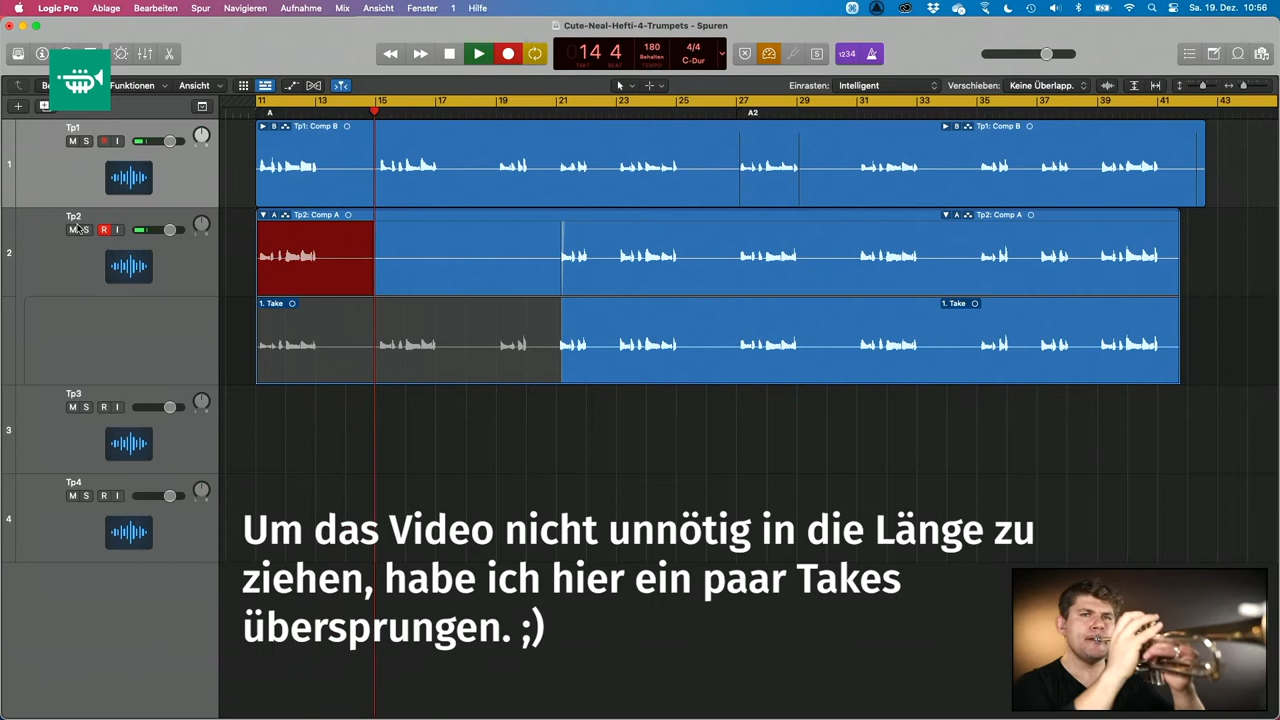 Logic Pro Ablage Bearbeiten Spur Navigation Aufnahme Mix Ansicht Fenster 1 Hilfe Sa. 19. Dez. 10:56
Cute-Neal-Hefti-4-Trumpets - Spuren
14 4 180 4/4
Behalten C-Dur
TAKT BEAT TEMPO
S 1234
Funktionen Ansicht Einrasten: Intelligent Verschieben: Keine Überlapp.
11 13 15 17 19 21 23 25 27 29 31 33 35 37 39 41 43
A A2
Tp1 B Tp1: Comp B B Tp1: Comp B
M S R I
1
Tp2 A Tp2: Comp A A Tp2: Comp A
M S R I
2
1. Take 1. Take
Tp3
M S R I
3
Tp4
M S R I
4
Um das Video nicht unnötig in die Länge zu
ziehen, habe ich hier ein paar Takes
übersprungen. ;)